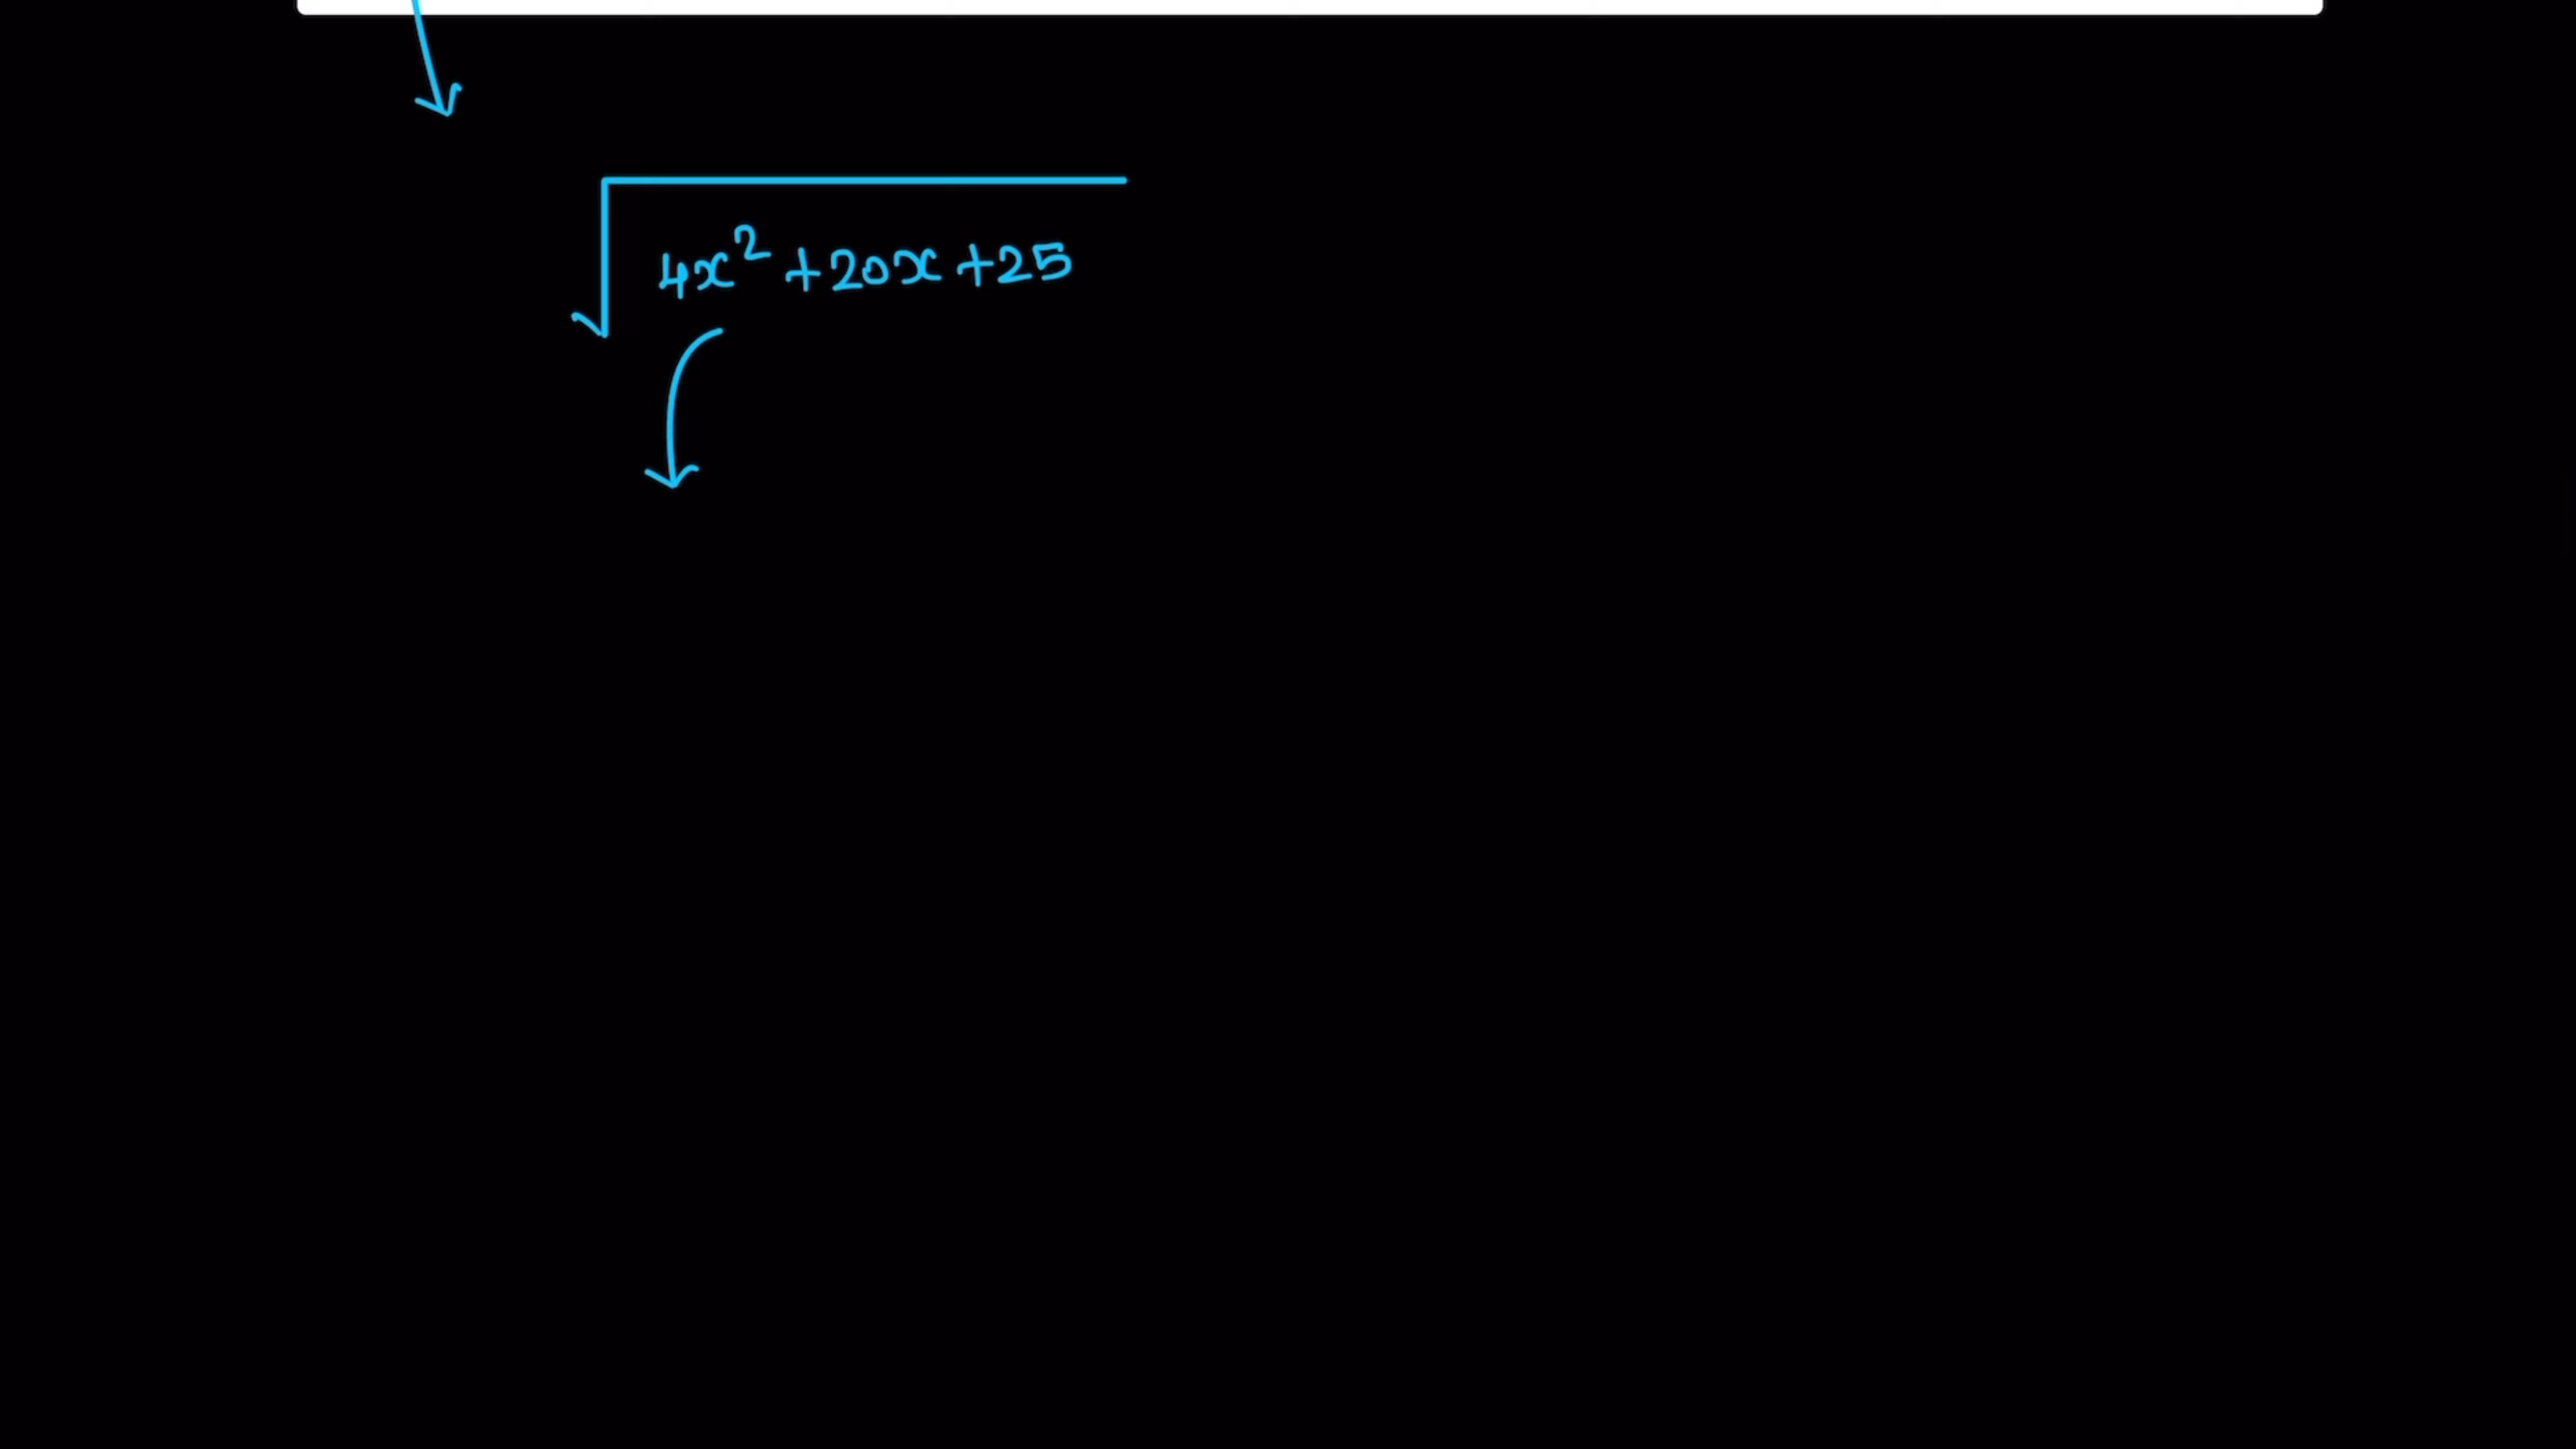 √4x² + 20x + 25